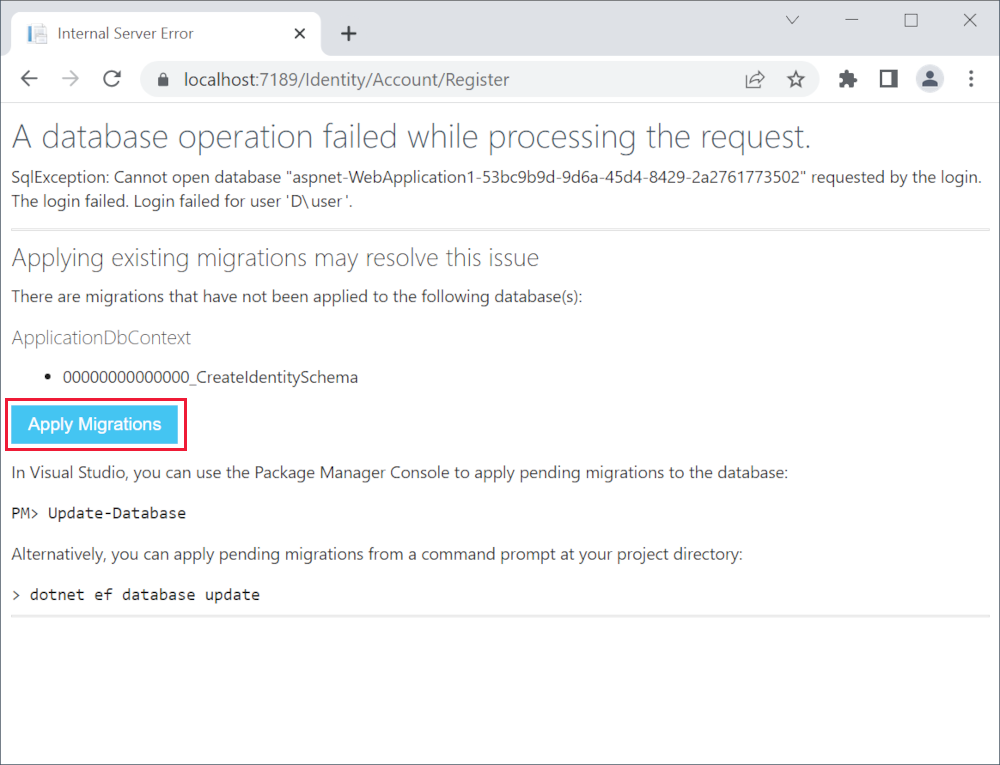 Internal Server Error
localhost:7189/Identity/Account/Register
A database operation failed while processing the request.
SqlException: Cannot open database "aspnet-WebApplication1-53bc9b9d-9d6a-45d4-8429-2a2761773502" requested by the login.
The login failed. Login failed for user 'D\user'.
Applying existing migrations may resolve this issue
There are migrations that have not been applied to the following database(s):
ApplicationDbContext
• 00000000000000_CreateIdentitySchema
Apply Migrations
In Visual Studio, you can use the Package Manager Console to apply pending migrations to the database:
PM> Update-Database
Alternatively, you can apply pending migrations from a command prompt at your project directory:
> dotnet ef database update